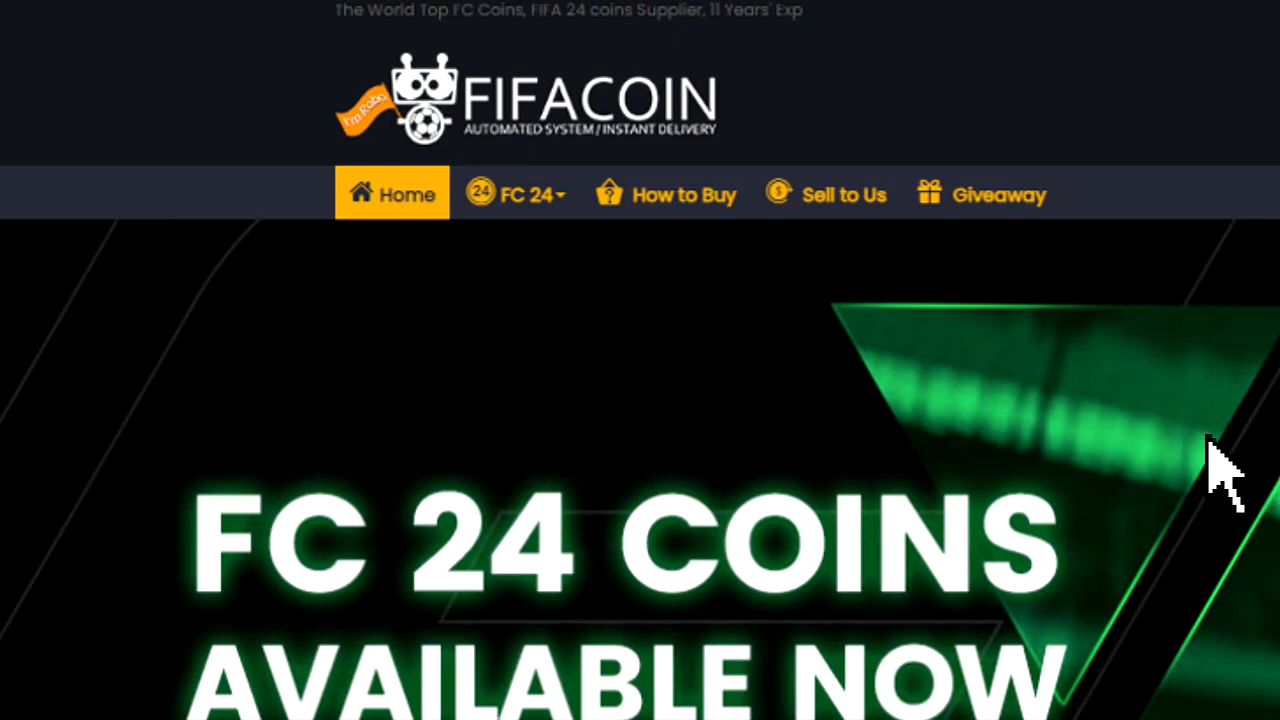 The World Top FC Coins, FIFA 24 coins Supplier, 11 Years' Exp
I'm Robo
FIFACOIN
AUTOMATED SYSTEM / INSTANT DELIVERY
Home
24 FC 24
How to Buy
Sell to Us
Giveaway
FC 24 COINS
AVAILABLE NOW